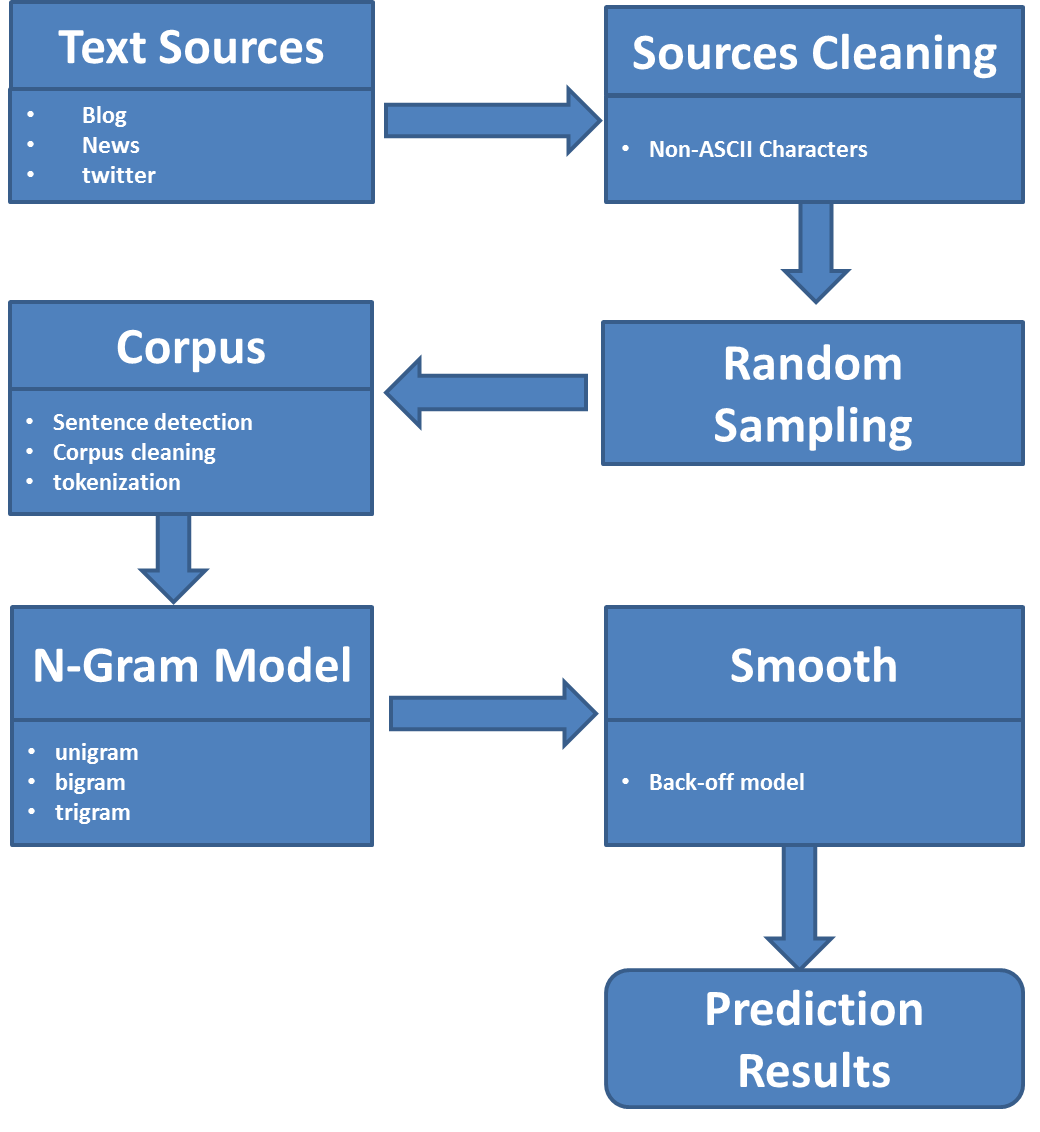 Text Sources
• Blog
• News
• twitter
Sources Cleaning
• Non-ASCII Characters
Random
Sampling
Corpus
• Sentence detection
• Corpus cleaning
• tokenization
N-Gram Model
• unigram
• bigram
• trigram
Smooth
• Back-off model
Prediction
Results